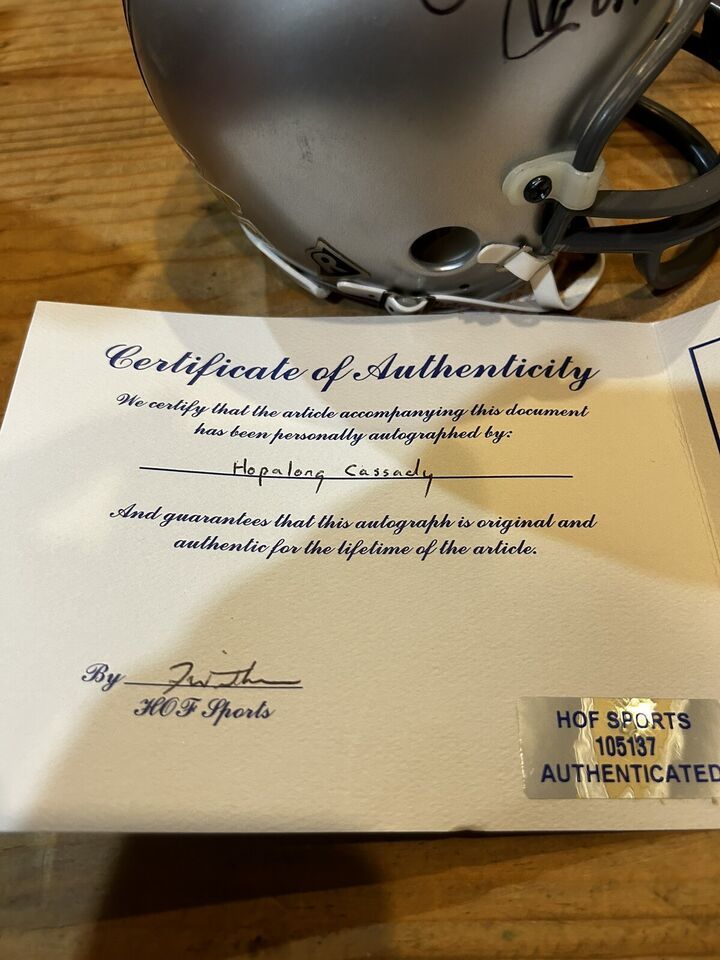 Certificate of Authenticity
We certify that the article accompanying this document
has been personally autographed by:
Hopalong Cassady
And guarantees that this autograph is original and
authentic for the lifetime of the article.
By
HOF Sports
HOF SPORTS
105137
AUTHENTICATED